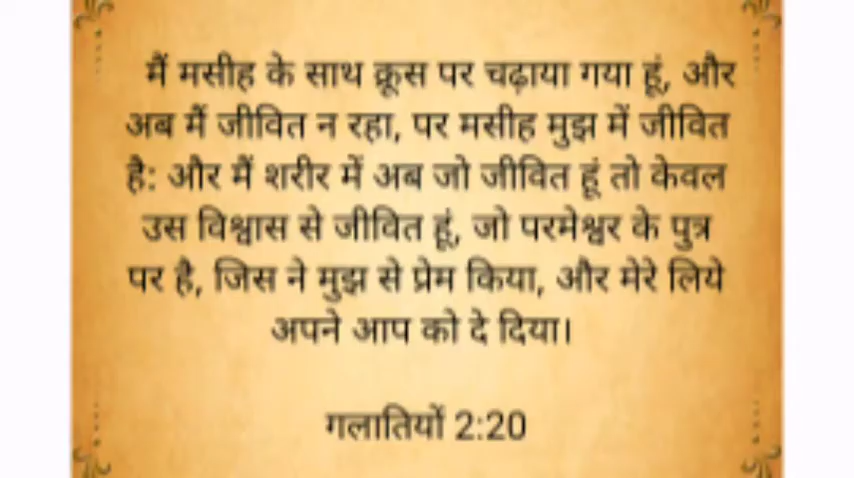 मैं मसीह के साथ क्रूस पर चढ़ाया गया हूं, और
अब मैं जीवित न रहा, पर मसीह मुझ में जीवित
है: और मैं शरीर में अब जो जीवित हूं तो केवल
उस विश्वास से जीवित हूं, जो परमेश्वर के पुत्र
पर है, जिस ने मुझ से प्रेम किया, और मेरे लिये
अपने आप को दे दिया।
गलातियों 2:20